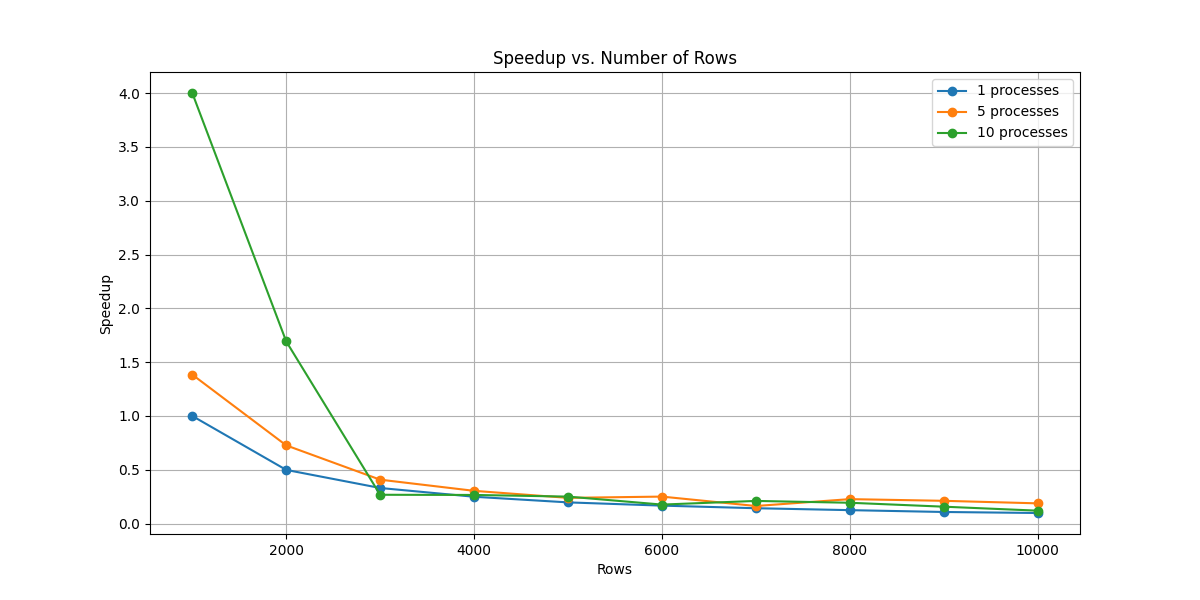 Speedup vs. Number of Rows
1 processes
5 processes
10 processes
4.0
3.5
3.0
2.5
2.0
1.5
1.0
0.5
0.0
Speedup
2000 4000 6000 8000 10000
Rows